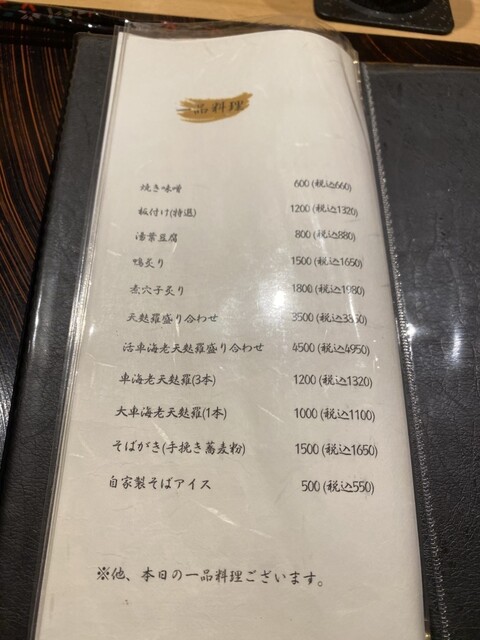 一品料理
焼き味噌 600(税込660)
板付け(特選) 1200(税込1320)
湯葉豆腐 800(税込880)
鴨炙り 1500(税込1650)
煮穴子炙り 1800(税込1980)
天麩羅盛り合わせ 3500(税込3850)
活車海老天麩羅盛り合わせ 4500(税込4950)
車海老天麩羅(3本) 1200(税込1320)
大車海老天麩羅(1本) 1000(税込1100)
そばがき(手挽き蕎麦粉) 1500(税込1650)
自家製そばアイス 500(税込550)
※他、本日の一品料理ございます。